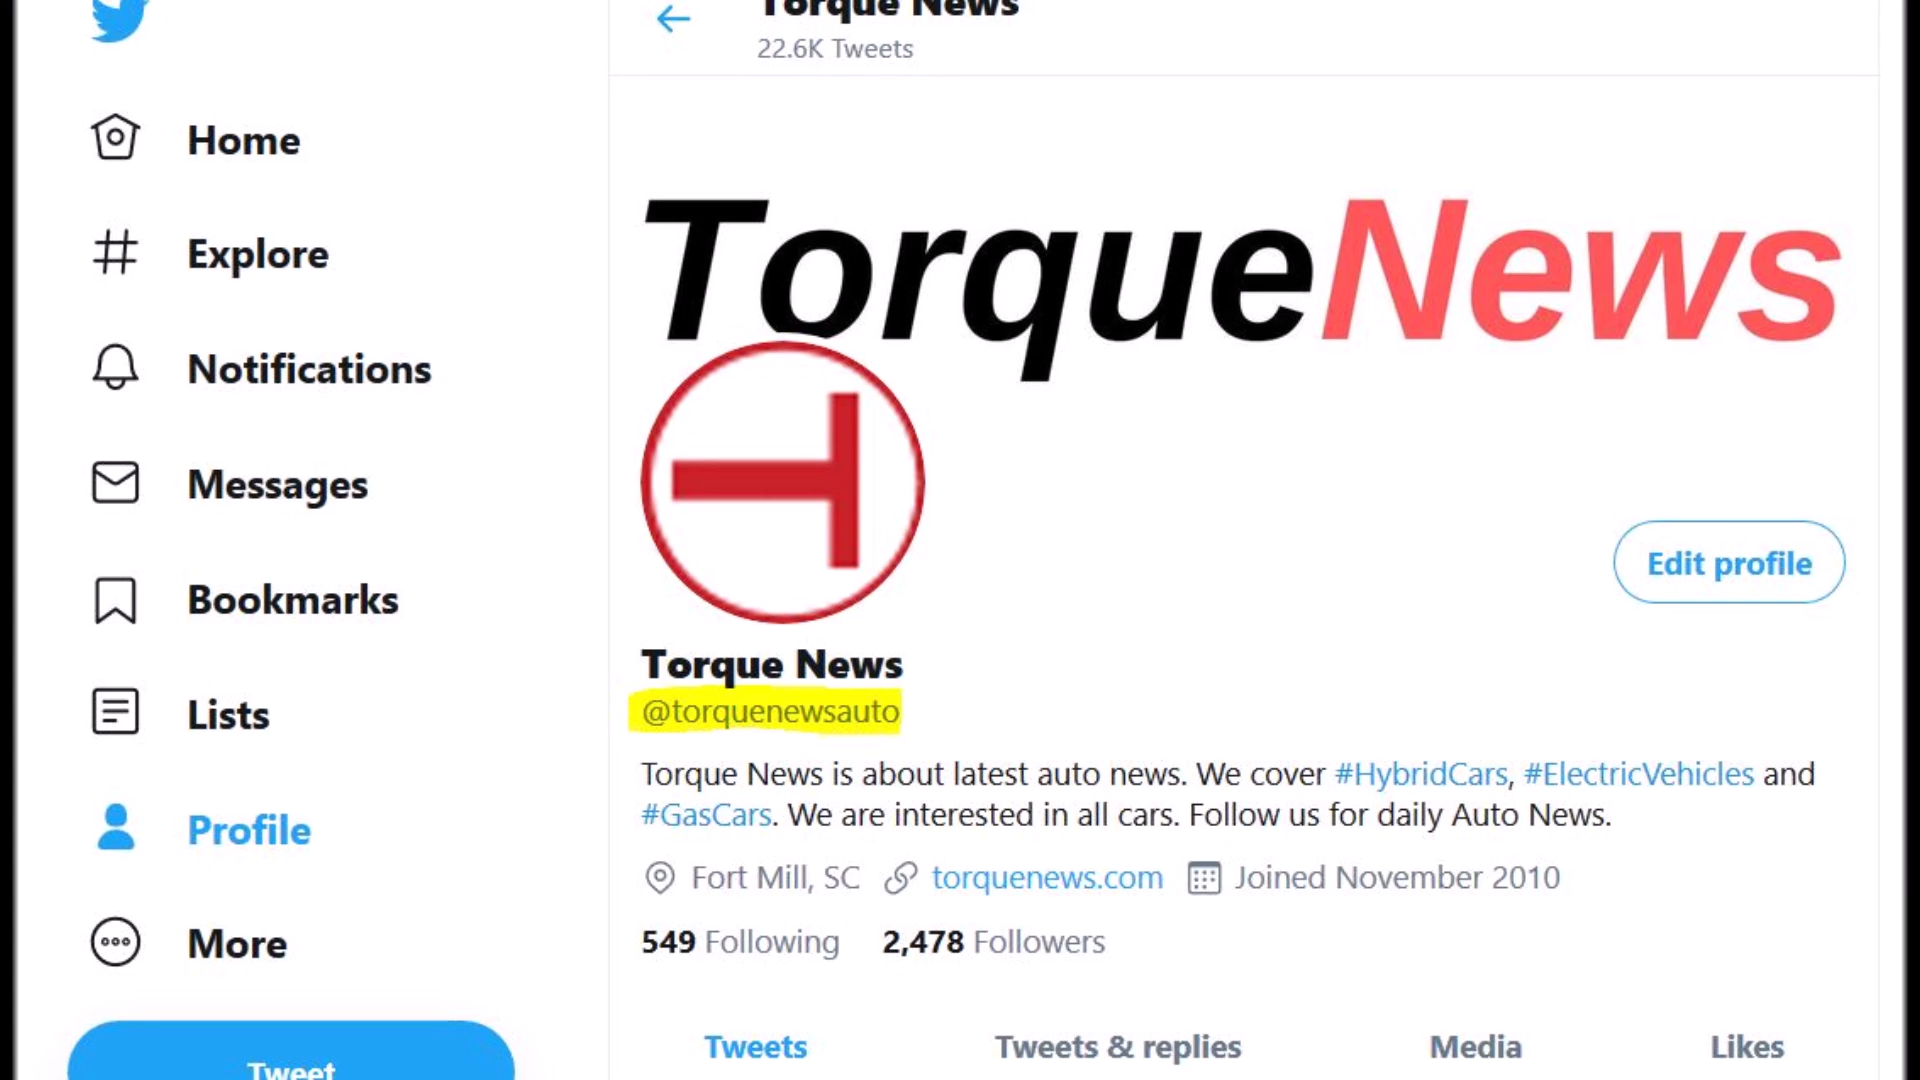 Torque News
22.6K Tweets
Home
Explore
Notifications
Messages
Bookmarks
Lists
Profile
More
Tweet
TorqueNews
T
Edit profile
Torque News
@torquenewsauto
Torque News is about latest auto news. We cover #HybridCars, #ElectricVehicles and
#GasCars. We are interested in all cars. Follow us for daily Auto News.
Fort Mill, SC torquenews.com Joined November 2010
549 Following 2,478 Followers
Tweets Tweets & replies Media Likes